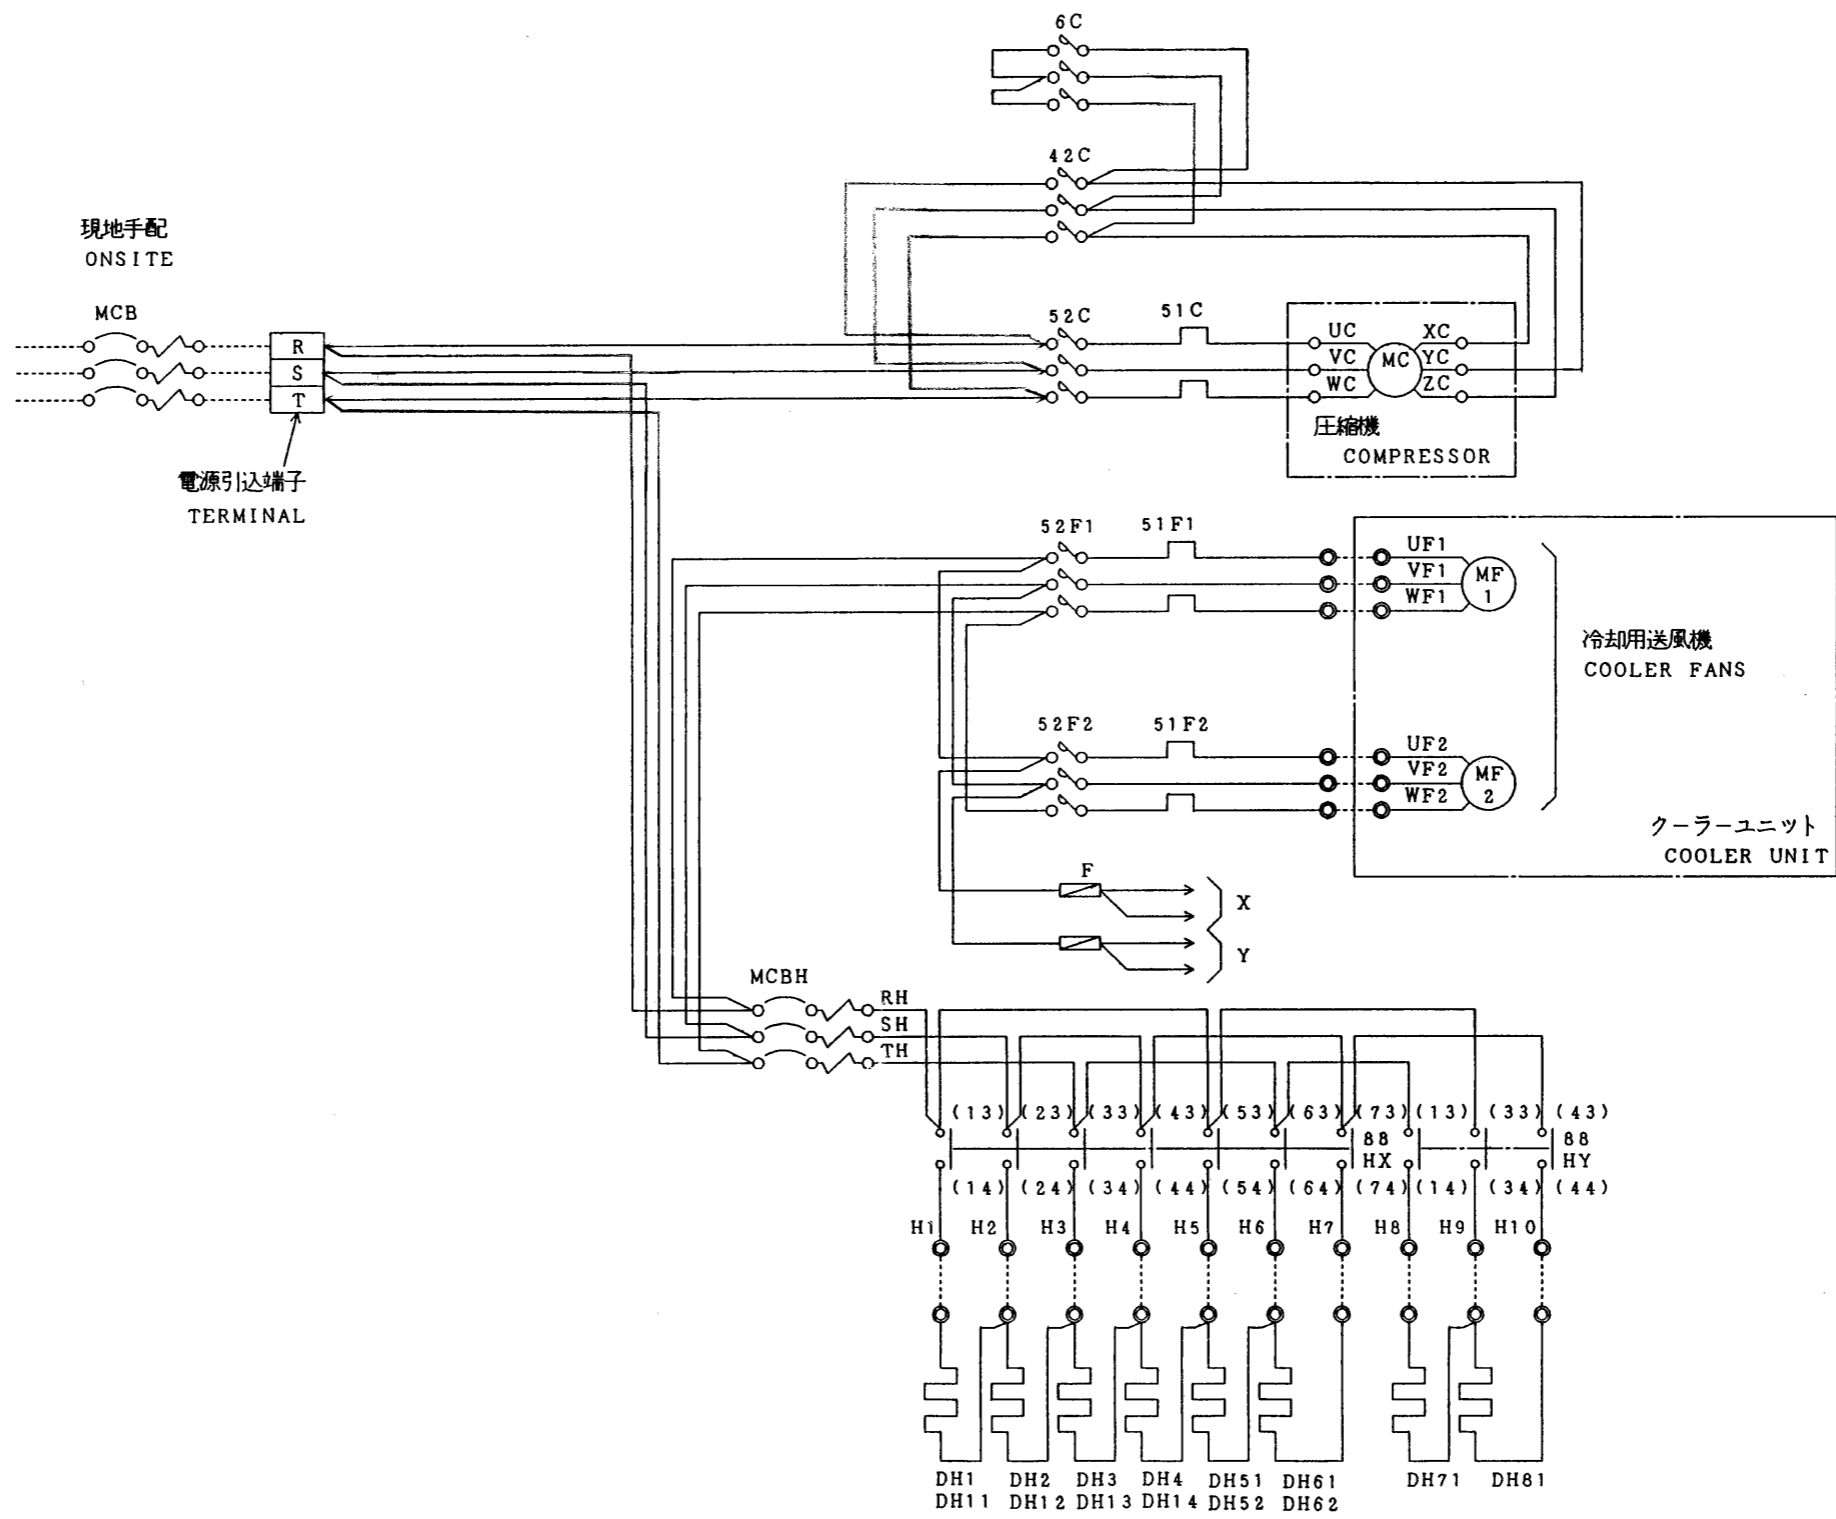 6C
42C
現地手配
ONSITE
MCB
R
S
T
電源引込端子
TERMINAL
52C
51C
UC
VC
WC
MC
XC
YC
ZC
圧縮機
COMPRESSOR
52F1
51F1
UF1
VF1
WF1
MF
1
冷却用送風機
COOLER FANS
52F2
51F2
UF2
VF2
WF2
MF
2
クーラーユニット
COOLER UNIT
F
X
Y
MCBH
RH
SH
TH
(13) (23) (33) (43) (53) (63) (73) (13) (33) (43)
88
HX
88
HY
(14) (24) (34) (44) (54) (64) (74) (14) (34) (44)
H1 H2 H3 H4 H5 H6 H7 H8 H9 H10
DH1 DH2 DH3 DH4 DH51 DH61 DH71 DH81
DH11 DH12 DH13 DH14 DH52 DH62